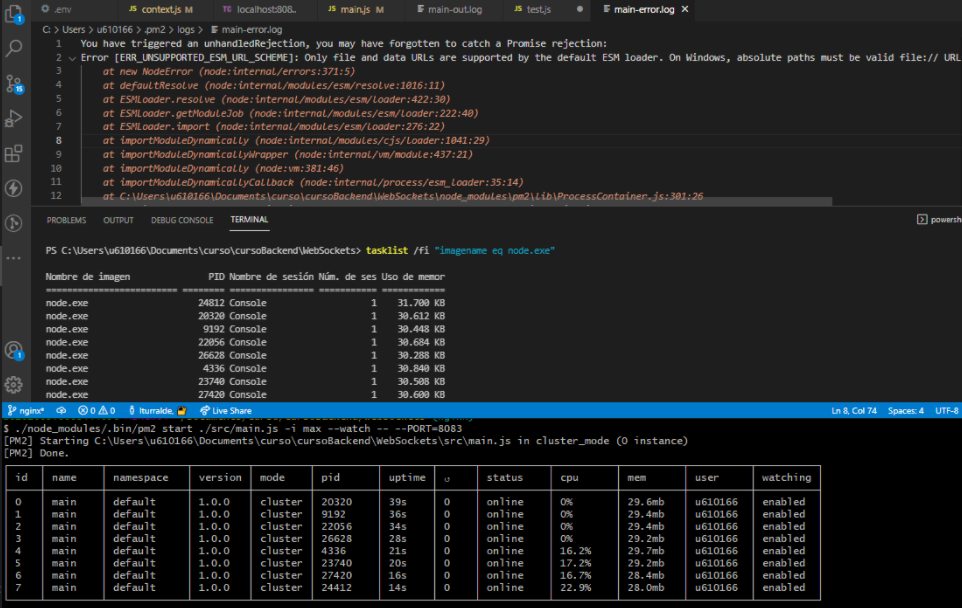 .env
JS context.js M
TC localhost:808..
JS main.js M
main-out.log
JS test.js
main-error.log
C: > Users > u610166 > .pm2 > logs > main-error.log
1 You have triggered an unhandledRejection, you may have forgotten to catch a Promise rejection:
2 Error [ERR_UNSUPPORTED_ESM_URL_SCHEME]: Only file and data URLs are supported by the default ESM loader. On Windows, absolute paths must be valid file:// URL
3 at new NodeError (node:internal/errors:371:5)
4 at defaultResolve (node:internal/modules/esm/resolve:1016:11)
5 at ESMLoader.resolve (node:internal/modules/esm/loader:422:30)
6 at ESMLoader.getModuleJob (node:internal/modules/esm/loader:222:40)
7 at ESMLoader.import (node:internal/modules/esm/loader:276:22)
8 at importModuleDynamically (node:internal/modules/cjs/loader:1041:29)
9 at importModuleDynamicallyWrapper (node:internal/vm/module:437:21)
10 at importModuleDynamically (node:vm:381:46)
11 at importModuleDynamicallyCallback (node:internal/process/esm_loader:35:14)
12 at C:\Users\u610166\Documents\curso\cursoBackend\WebSockets\node_modules\pm2\lib\ProcessContainer.js:301:26
PROBLEMS OUTPUT DEBUG CONSOLE TERMINAL powersh
PS C:\Users\u610166\Documents\curso\cursoBackend\WebSockets> tasklist /fi "imagename eq node.exe"
Nombre de imagen PID Nombre de sesión Núm. de ses Uso de memor
========================= ======== ================ =========== ============
node.exe 24812 Console 1 31.700 KB
node.exe 20320 Console 1 30.612 KB
node.exe 9192 Console 1 30.448 KB
node.exe 22056 Console 1 30.684 KB
node.exe 26628 Console 1 30.288 KB
node.exe 4336 Console 1 30.840 KB
node.exe 23740 Console 1 30.508 KB
node.exe 27420 Console 1 30.600 KB
nginx* 0 0 Iturralde, Live Share Ln 8, Col 74 Spaces: 4 UTF-8
$ ./node_modules/.bin/pm2 start ./src/main.js -i max --watch -- --PORT=8083
[PM2] Starting C:\Users\u610166\Documents\curso\cursoBackend\WebSockets\src\main.js in cluster_mode (0 instance)
[PM2] Done.
id name namespace version mode pid uptime ↺ status cpu mem user watching
0 main default 1.0.0 cluster 20320 39s 0 online 0% 29.6mb u610166 enabled
1 main default 1.0.0 cluster 9192 36s 0 online 0% 29.4mb u610166 enabled
2 main default 1.0.0 cluster 22056 34s 0 online 0% 29.4mb u610166 enabled
3 main default 1.0.0 cluster 26628 28s 0 online 0% 29.2mb u610166 enabled
4 main default 1.0.0 cluster 4336 21s 0 online 16.2% 29.7mb u610166 enabled
5 main default 1.0.0 cluster 23740 20s 0 online 17.2% 29.2mb u610166 enabled
6 main default 1.0.0 cluster 27420 16s 0 online 16.7% 28.4mb u610166 enabled
7 main default 1.0.0 cluster 24412 14s 0 online 22.9% 28.0mb u610166 enabled